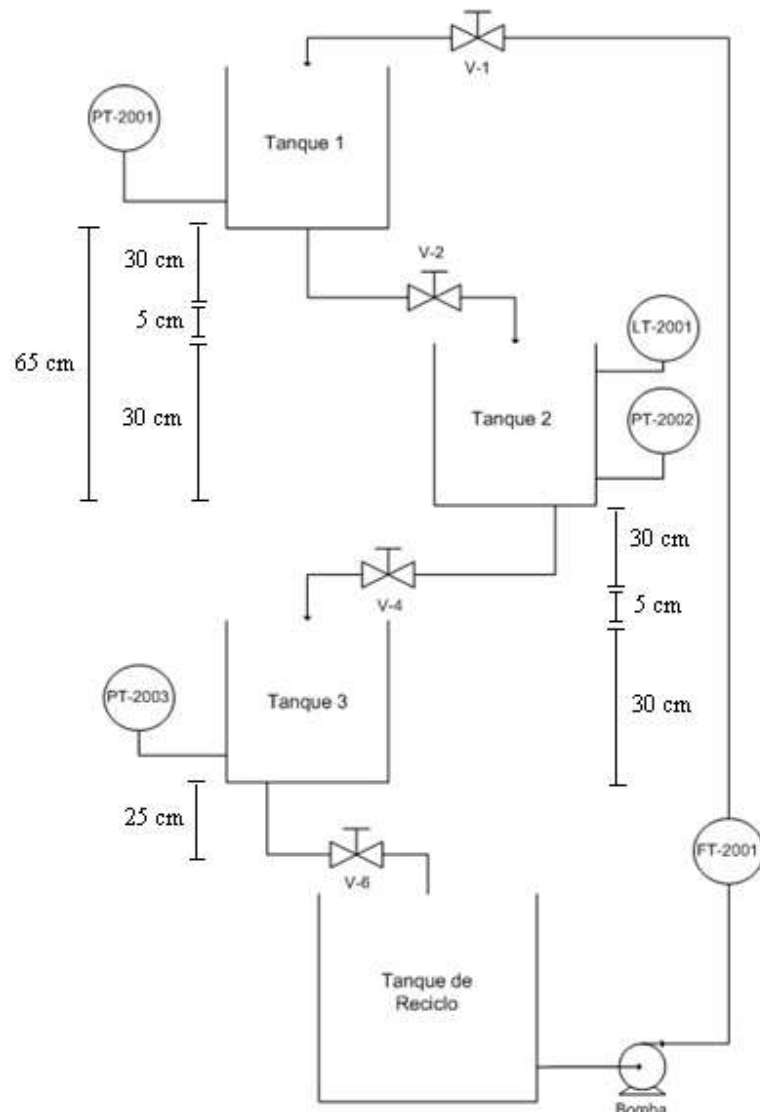 V-1
PT-2001
Tanque 1
30 cm
V-2
5 cm
LT-2001
65 cm
30 cm
Tanque 2
PT-2002
30 cm
V-4
5 cm
PT-2003
Tanque 3
30 cm
25 cm
FT-2001
V-6
Tanque de
Reciclo
Bomba